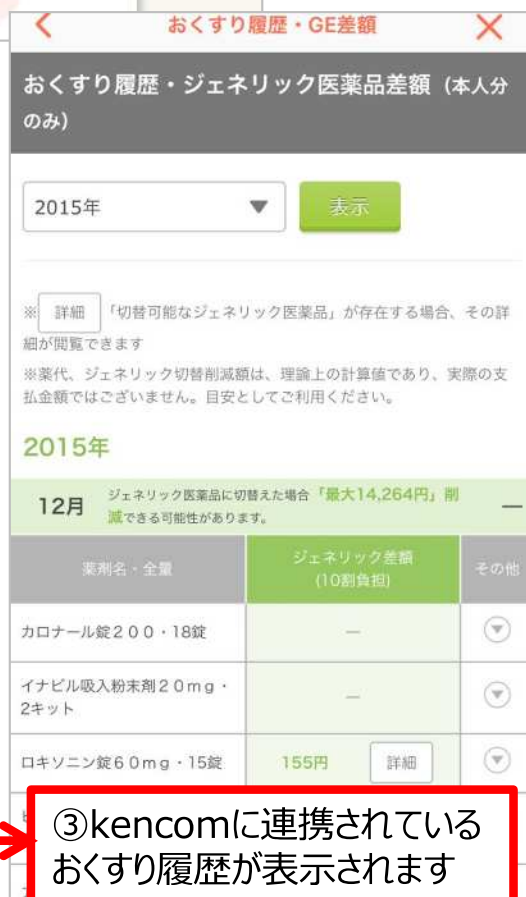 おくすり履歴・GE差額
おくすり履歴・ジェネリック医薬品差額（本人分
のみ）
2015年
表示
※ 詳細 「切替可能なジェネリック医薬品」が存在する場合、その詳
細が閲覧できます
※薬代、ジェネリック切替削減額は、理論上の計算値であり、実際の支
払金額ではございません。目安としてご利用ください。
2015年
12月
ジェネリック医薬品に切替えた場合「最大14,264円」削
減できる可能性があります。
薬剤名・全量
ジェネリック差額
(10割負担)
その他
カロナール錠２００・18錠
—
イナビル吸入粉末剤２０ｍｇ・
2キット
—
ロキソニン錠６０ｍｇ・15錠
155円
詳細
③kencomに連携されている
おくすり履歴が表示されます